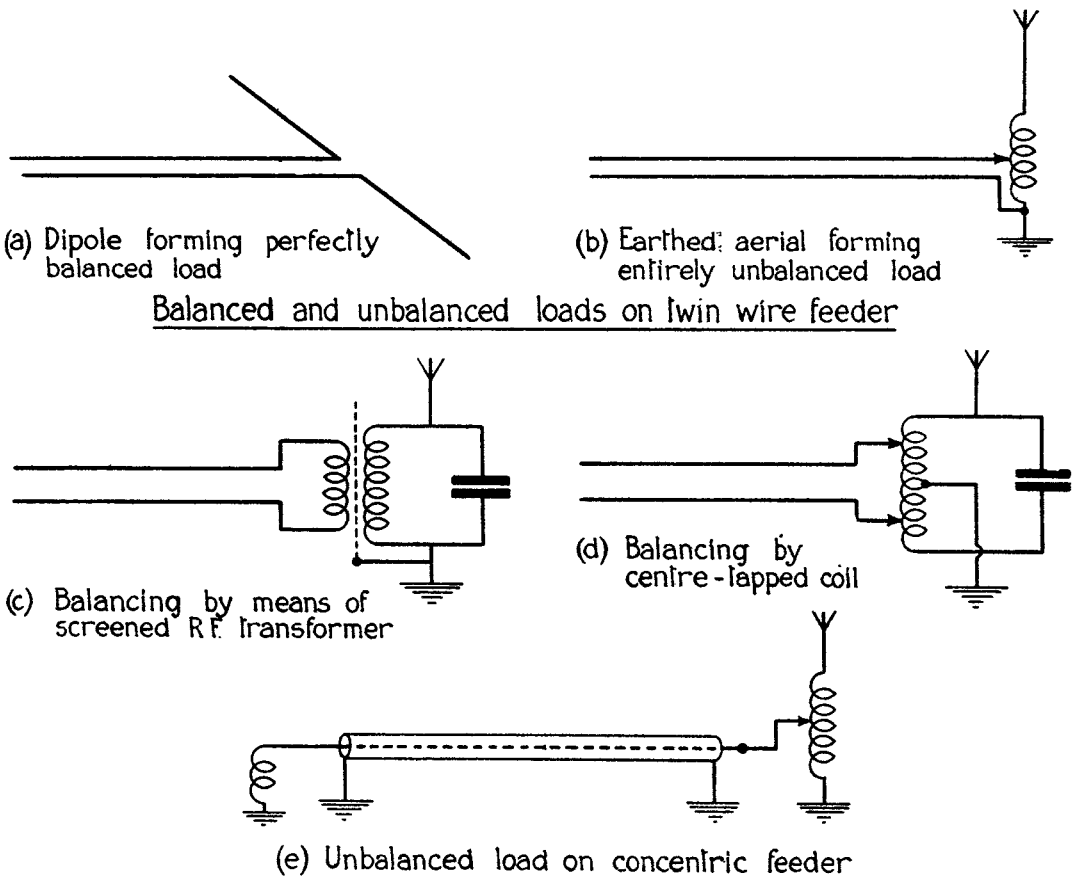 (a) Dipole forming perfectly
balanced load
(b) Earthed: aerial forming
entirely unbalanced load
Balanced and unbalanced loads on twin wire feeder
(c) Balancing by means of
screened R F. transformer
(d) Balancing by
centre-tapped coil
(e) Unbalanced load on concentric feeder